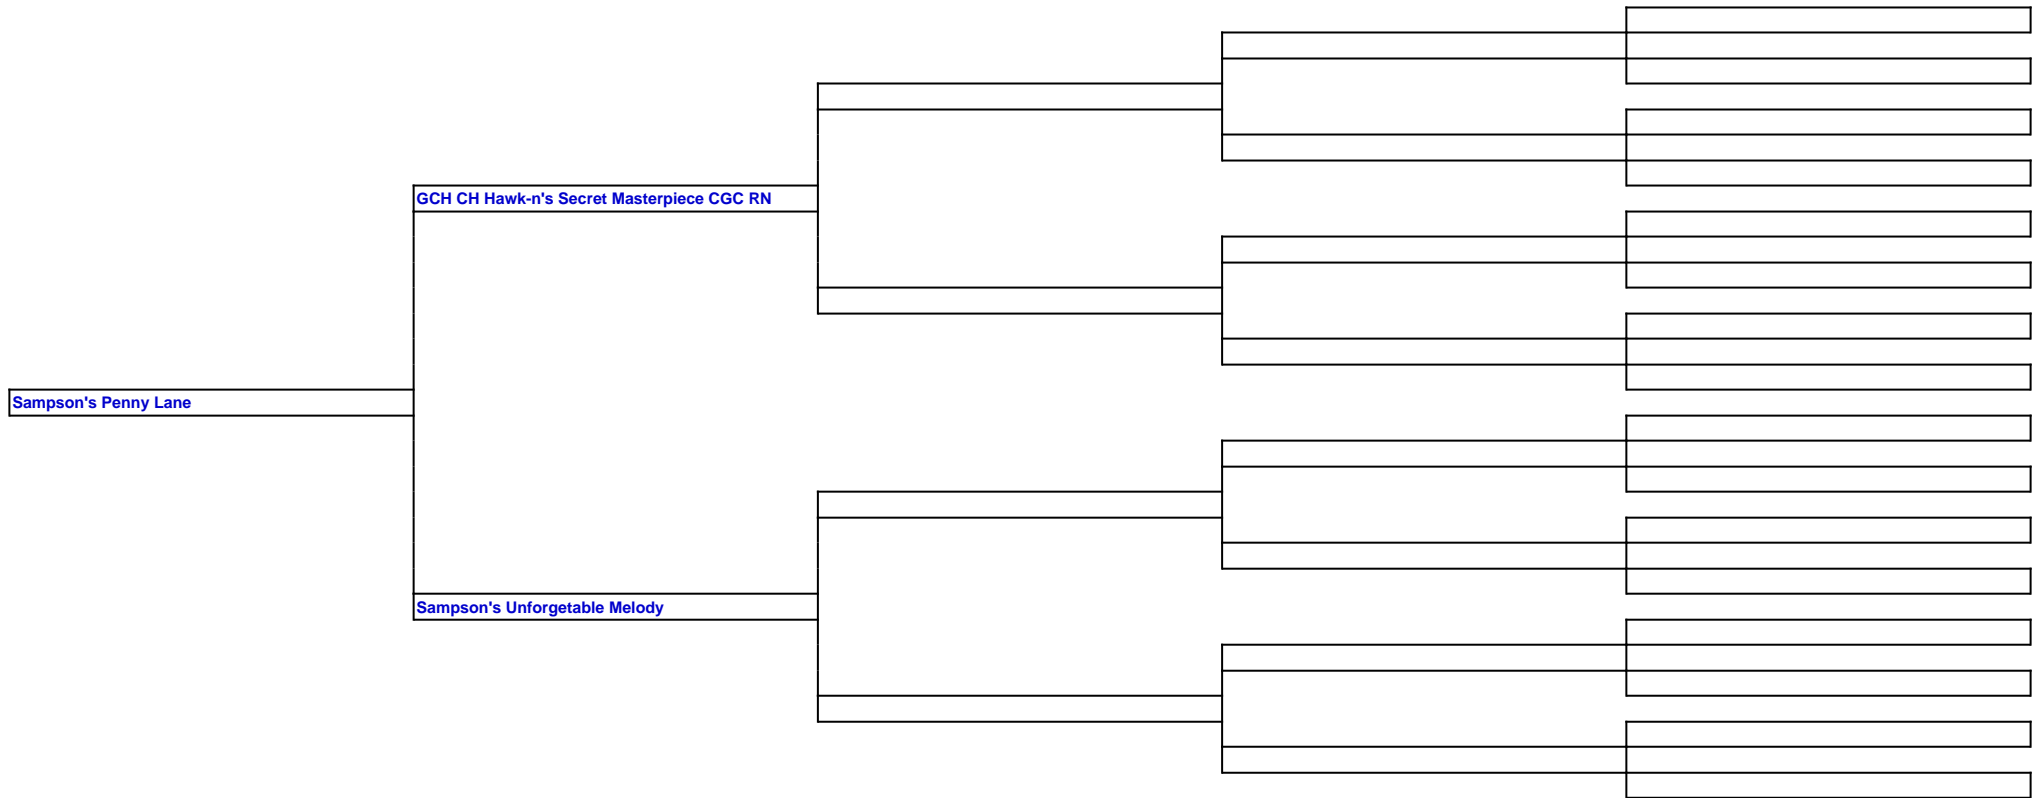 GCH CH Hawk-n's Secret Masterpiece CGC RN
Sampson's Penny Lane
Sampson's Unforgetable Melody